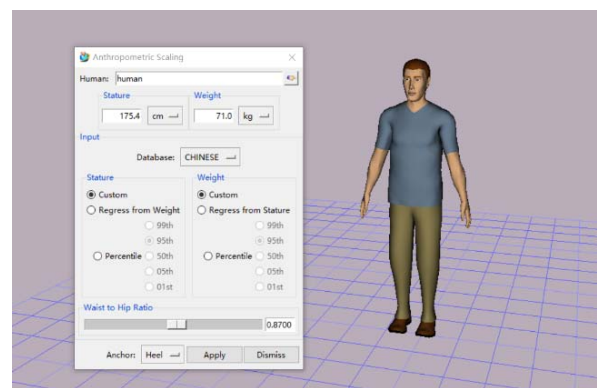 Anthropometric Scaling
Human: human
Stature
Weight
175.4 cm
71.0 kg
Input
Database: CHINESE
Stature
Weight
Custom
Custom
Regress from Weight
Regress from Stature
99th
99th
95th
95th
Percentile 50th
Percentile 50th
05th
05th
01st
01st
Waist to Hip Ratio
0.8700
Anchor: Heel Apply Dismiss